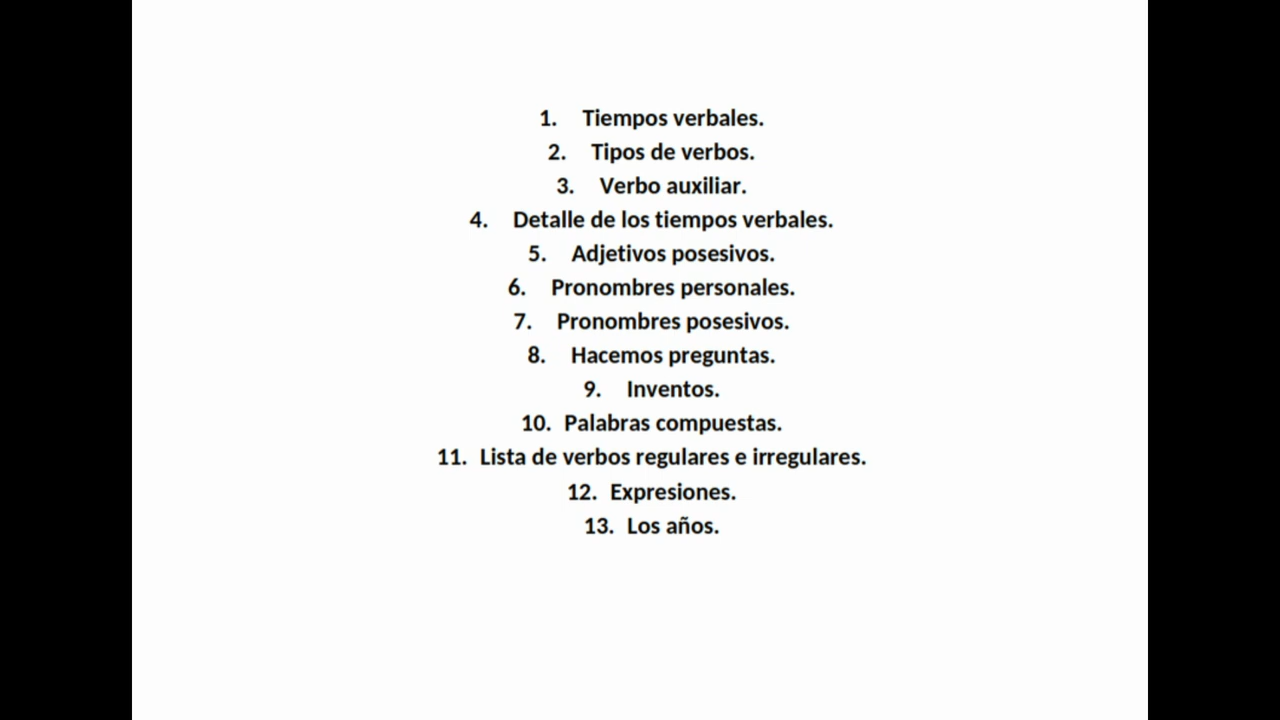 1. Tiempos verbales.
2. Tipos de verbos.
3. Verbo auxiliar.
4. Detalle de los tiempos verbales.
5. Adjetivos posesivos.
6. Pronombres personales.
7. Pronombres posesivos.
8. Hacemos preguntas.
9. Inventos.
10. Palabras compuestas.
11. Lista de verbos regulares e irregulares.
12. Expresiones.
13. Los años.